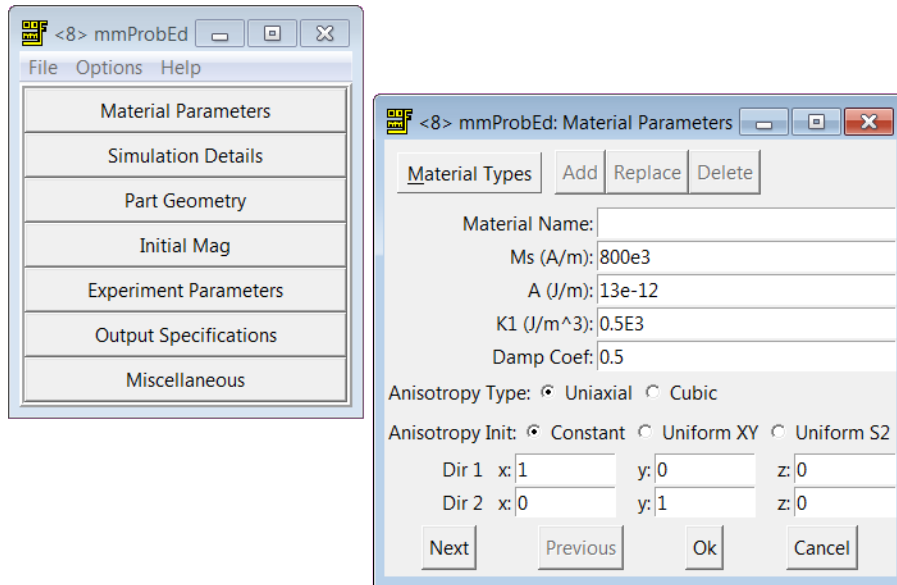 <8> mmProbEd
File Options Help
Material Parameters
Simulation Details
Part Geometry
Initial Mag
Experiment Parameters
Output Specifications
Miscellaneous
<8> mmProbEd: Material Parameters
Material Types Add Replace Delete
Material Name:
Ms (A/m): 800e3
A (J/m): 13e-12
K1 (J/m^3): 0.5E3
Damp Coef: 0.5
Anisotropy Type: Uniaxial Cubic
Anisotropy Init: Constant Uniform XY Uniform S2
Dir 1 x: 1 y: 0 z: 0
Dir 2 x: 0 y: 1 z: 0
Next Previous Ok Cancel